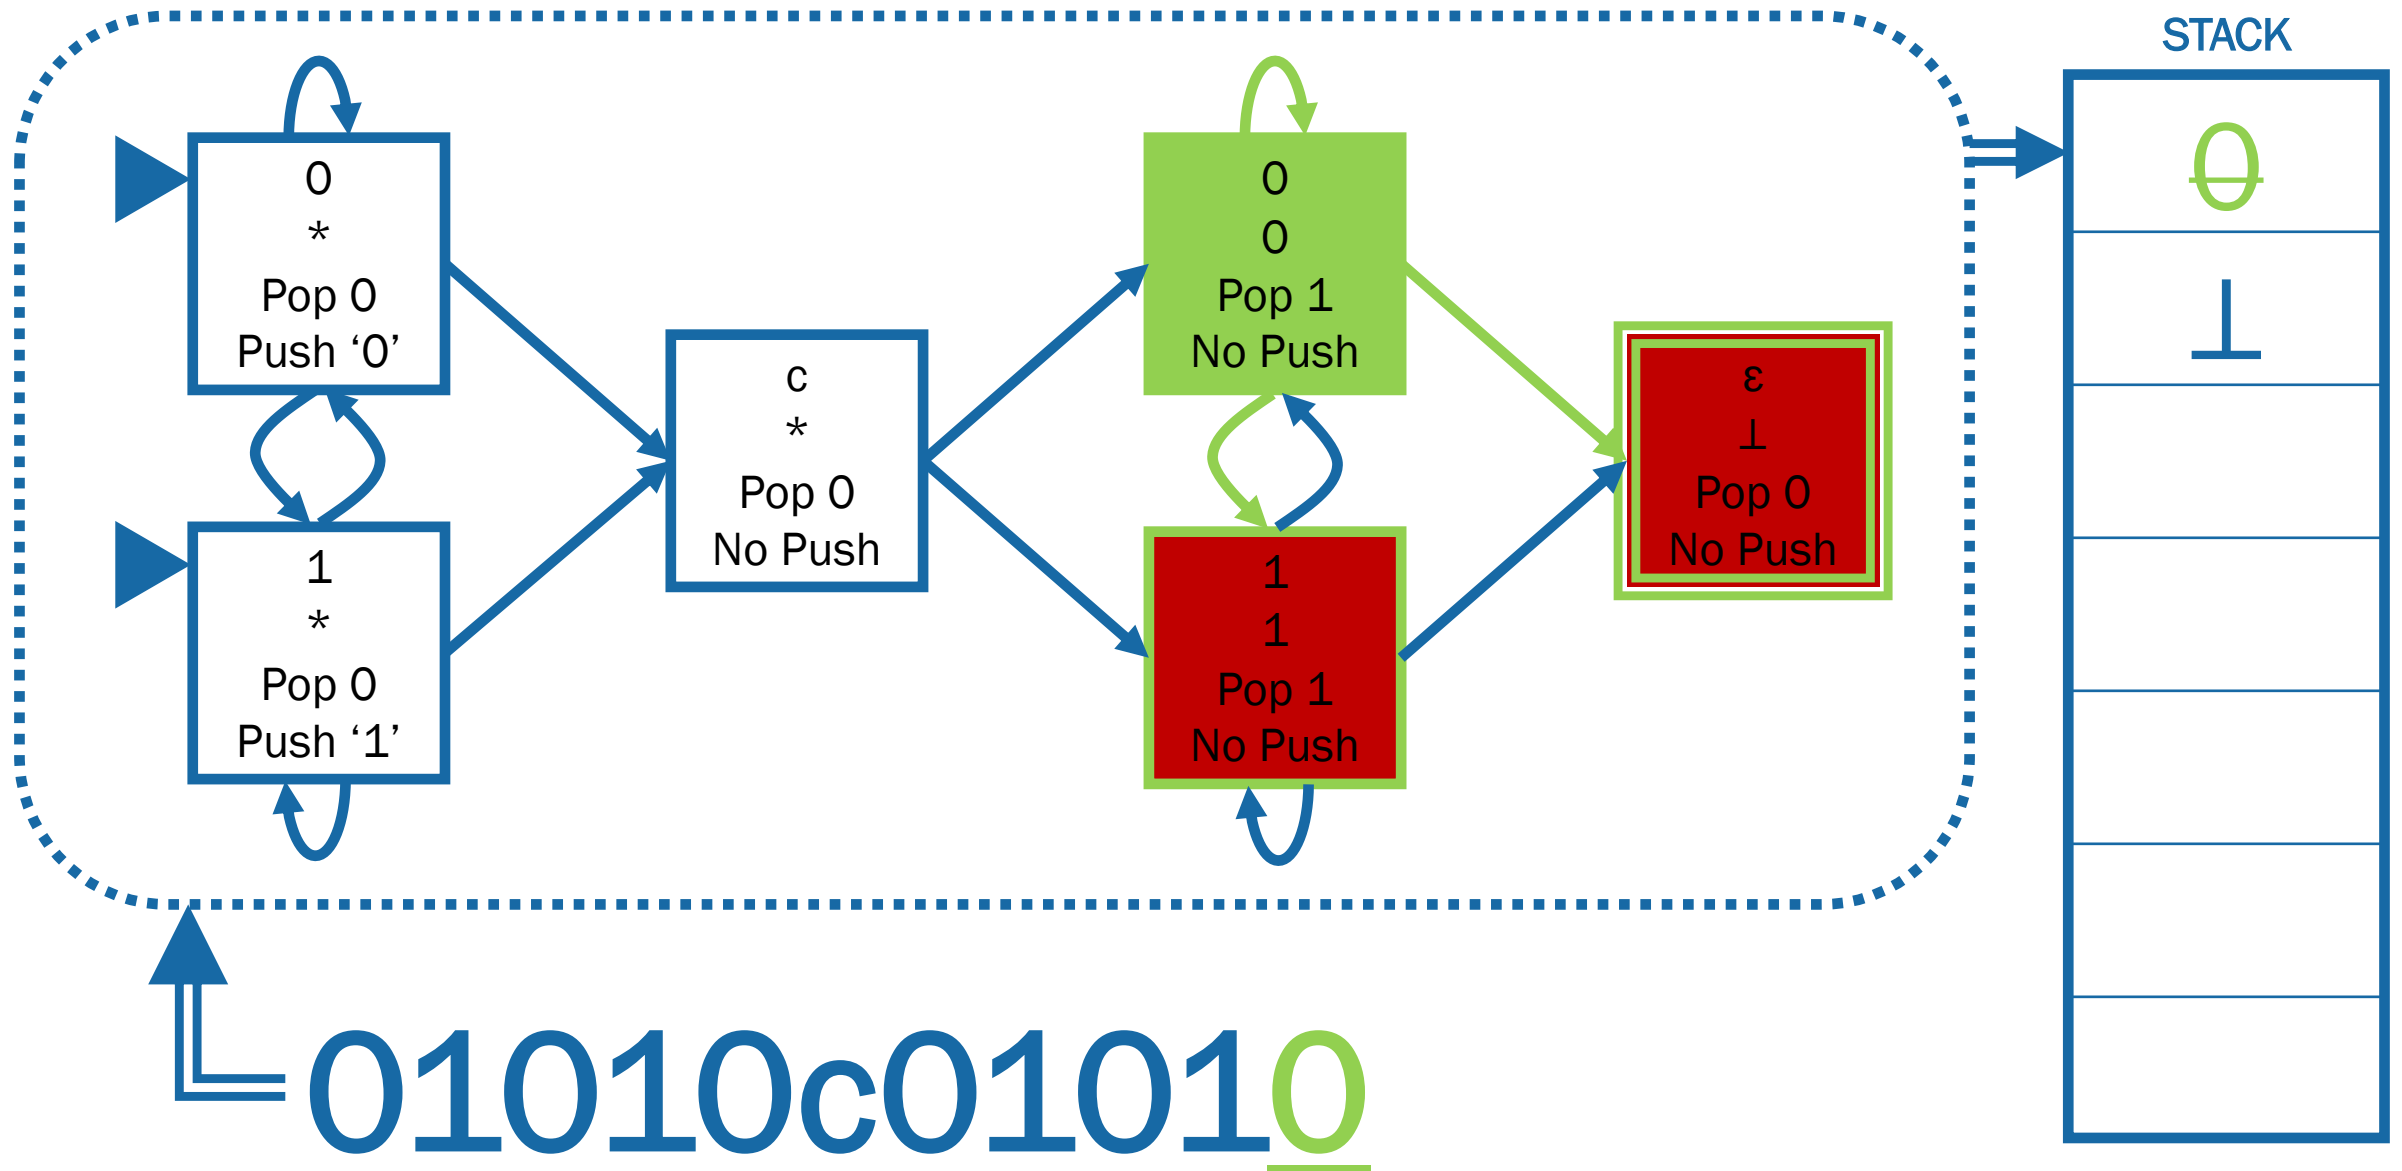 STACK
0
*
Pop 0
Push ‘0’
1
*
Pop 0
Push ‘1’
c
*
Pop 0
No Push
0
0
Pop 1
No Push
1
1
Pop 1
No Push
ε
⊥
Pop 0
No Push
0
⊥
01010c01010